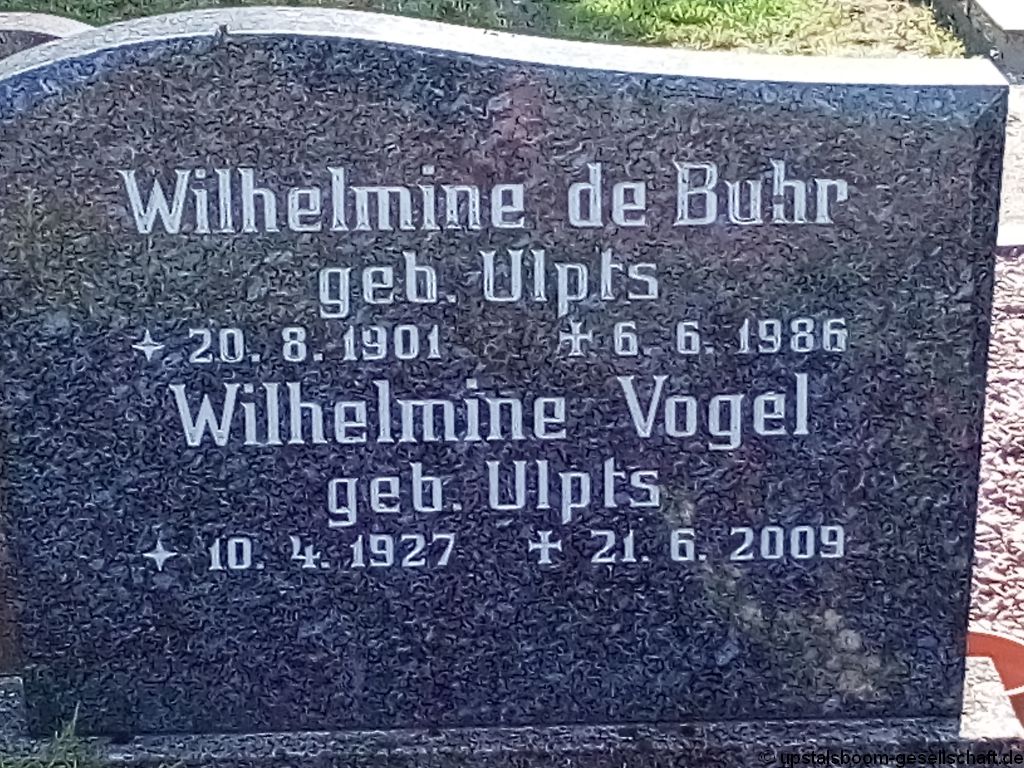 Wilhelmine de Buhr
geb. Ulpts
✦ 20. 8. 1901 ✝ 6. 6. 1986
Wilhelmine Vogel
geb. Ulpts
✦ 10. 4. 1927 ✝ 21. 6. 2009
© upstalsboom-gesellschaft.de